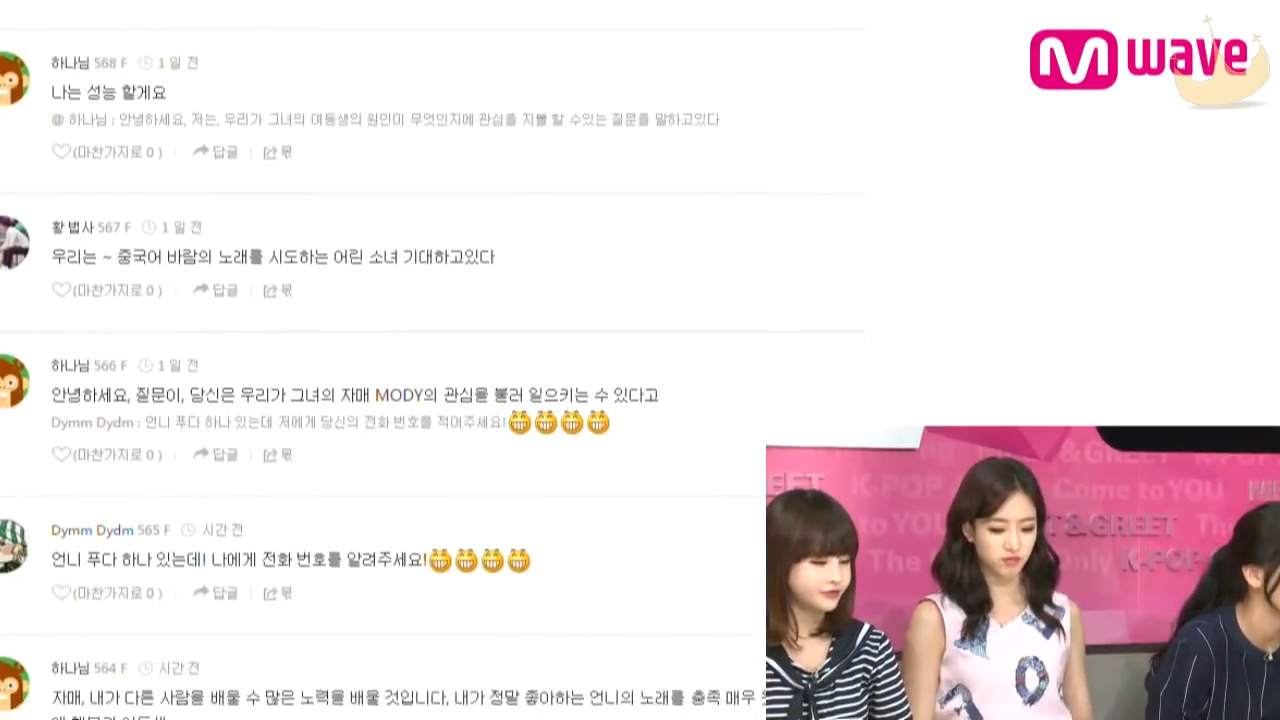 M wave
하나님 568 F 1 일 전
나는 성능 할게요
@ 하나님 : 안녕하세요, 저는, 우리가 그녀의 여동생의 원인이 무엇인지에 관심을 지불 할 수있는 질문을 말하고있다
(마찬가지로 0 ) 답글 몫
황 법사 567 F 1 일 전
우리는 ~ 중국어 바람의 노래를 시도하는 어린 소녀 기대하고있다
(마찬가지로 0 ) 답글 몫
하나님 566 F 1 일 전
안녕하세요, 질문이, 당신은 우리가 그녀의 자매 MODY의 관심을 불러 일으키는 수 있다고
Dymm Dydm : 언니 푸다 하나 있는데 저에게 당신의 전화 번호를 적어주세요!
(마찬가지로 0 ) 답글 몫
Dymm Dydm 565 F 시간 전
언니 푸다 하나 있는데! 나에게 전화 번호를 알려주세요!
(마찬가지로 0 ) 답글 몫
하나님 564 F 시간 전
저매, 내가 다른 사람을 배울 수 많은 노력을 배울 것입니다, 내가 정말 좋아하는 언니의 노래를 충족 매우
EET
K-POP
&GREET
Come to YOU
to YOU
T&GREET
The
Only K-POP